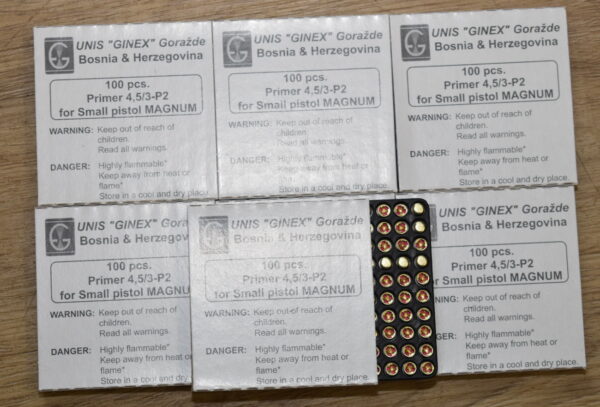 UNIS "GINEX" Goražde
Bosnia & Herzegovina
100 pcs.
Primer 4,5/3-P2
for Small pistol MAGNUM
WARNING: Keep out of reach of
children.
Read all warnings.
DANGER: Highly flammable*
Keep away from heat or
flame*
Store in a cool and dry place
UNIS "GINEX" Goražde
Bosnia & Herzegovina
100 pcs.
Primer 4,5/3-P2
for Small pistol MAGNUM
WARNING: Keep out of reach of
children.
Read all warnings.
DANGER: Highly flammable*
Keep away from heat or
flame*
Store in a cool and dry place.
UNIS "GINEX" Goražde
Bosnia & Herzegovina
100 pcs.
Primer 4,5/3-P2
for Small pistol MAGNUM
WARNING: Keep out of reach of
children.
Read all warnings.
DANGER: Highly flammable*
Keep away from heat or
flame*
Store in a cool and dry place.
UNIS "GINEX"
Bosnia & Herz
100 pcs.
Primer 4,5/3-P2
for Small pistol MAGNUM
WARNING: Keep out of reach of
children.
Read all warnings.
DANGER: Highly flammable*
Keep away from heat or
flame*
Store in a cool and dry
UNIS "GINEX" Goražde
Bosnia & Herzegovina
100 pcs.
Primer 4,5/3-P2
for Small pistol MAGNUM
WARNING: Keep out of reach of
children.
Read all warnings.
DANGER: Highly flammable*
Keep away from heat or
flame*
Store in a cool and dry place.
UNIS "GINEX" Goražde
Bosnia & Herzegovina
100 pcs.
Primer 4,5/3-P2
Small pistol MAGNUM
Keep out of reach of
children.
Read all warnings.
Highly flammable*
Keep away from heat or
flame*
Store in a cool and dry place.